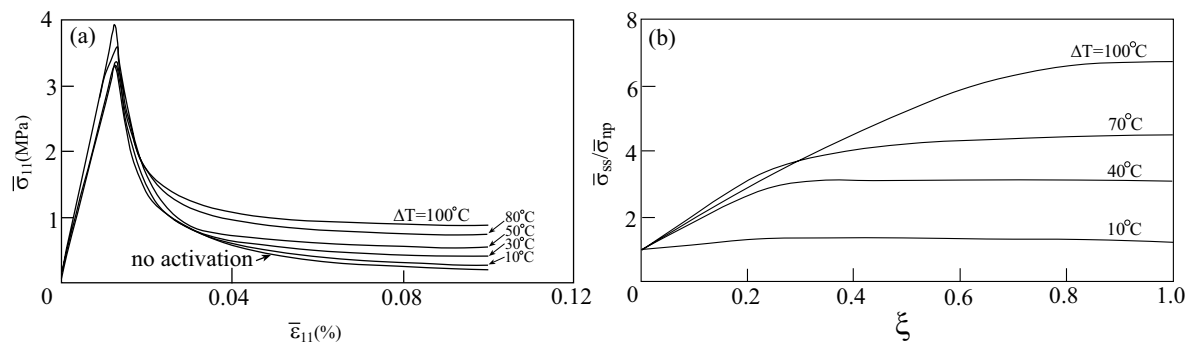 (a)
4
3
2
1
0
σ̅₁₁(MPa)
ΔT=100°C
80°C
50°C
30°C
10°C
no activation
0.04
0.08
0.12
ε̅₁₁(%)
(b)
8
6
4
2
0
σ̅ss/σ̅np
ΔT=100°C
70°C
40°C
10°C
0
0.2
0.4
0.6
0.8
1.0
ξ